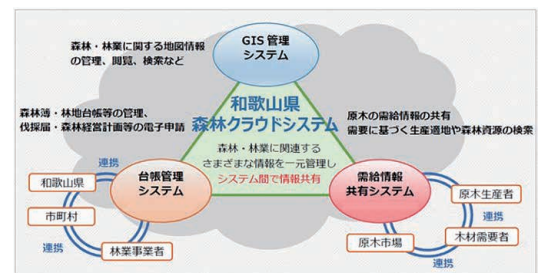 GIS 管理
システム
森林・林業に関する地図情報
の管理、閲覧、検索など
和歌山県
森林クラウドシステム
森林簿・林地台帳等の管理、
伐採届・森林経営計画等の電子申請
原木の需給情報の共有
需要に基づく生産適地や森林資源の検索
森林・林業に関連する
さまざまな情報を一元管理し
システム間で情報共有
台帳管理
システム
需給情報
共有システム
連携
和歌山県
市町村
連携
林業事業者
原木生産者
連携
木材需要者
原木市場
連携